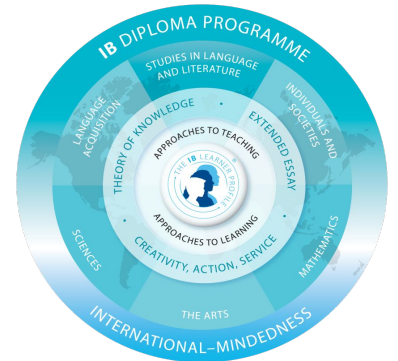 IB DIPLOMA PROGRAMME
STUDIES IN LANGUAGE
AND LITERATURE
LANGUAGE
ACQUISITION
INDIVIDUALS AND
SOCIETIES
THEORY OF KNOWLEDGE
EXTENDED ESSAY
APPROACHES TO TEACHING
THE IB LEARNER PROFILE
APPROACHES TO LEARNING
CREATIVITY, ACTION, SERVICE
SCIENCES
MATHEMATICS
THE ARTS
INTERNATIONAL–MINDEDNESS